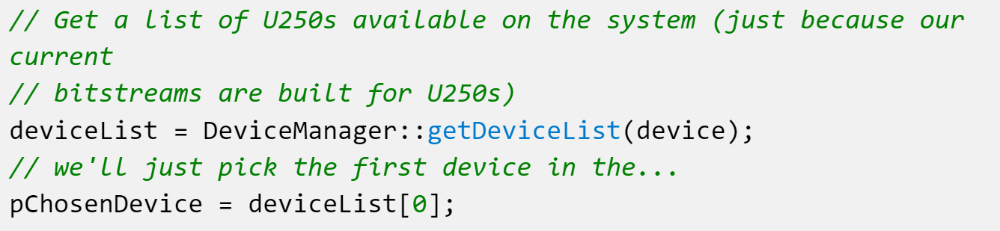 // Get a list of U250s available on the system (just because our
current
// bitstreams are built for U250s)
deviceList = DeviceManager::getDeviceList(device);
// we'll just pick the first device in the...
pChosenDevice = deviceList[0];